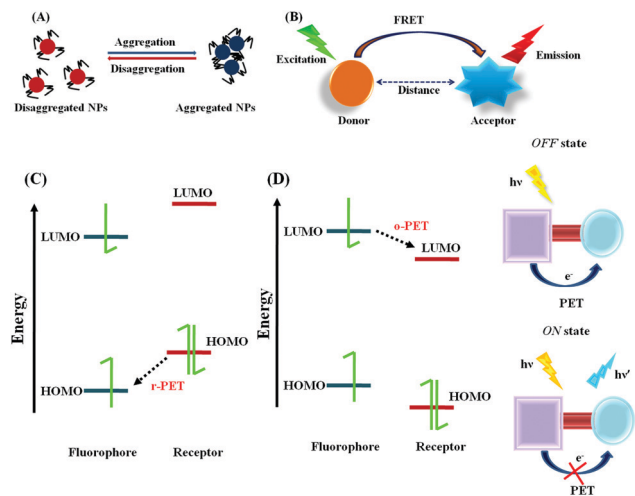 (A)
Aggregation
Disaggregation
Disaggregated NPs
Aggregated NPs
(B)
FRET
Excitation
Emission
Distance
Donor
Acceptor
(C)
Energy
LUMO
LUMO
HOMO
HOMO
r-PET
Fluorophore
Receptor
(D)
Energy
LUMO
o-PET
LUMO
HOMO
HOMO
Fluorophore
Receptor
OFF state
hν
e-
PET
ON state
hν
hν'
e-
PET